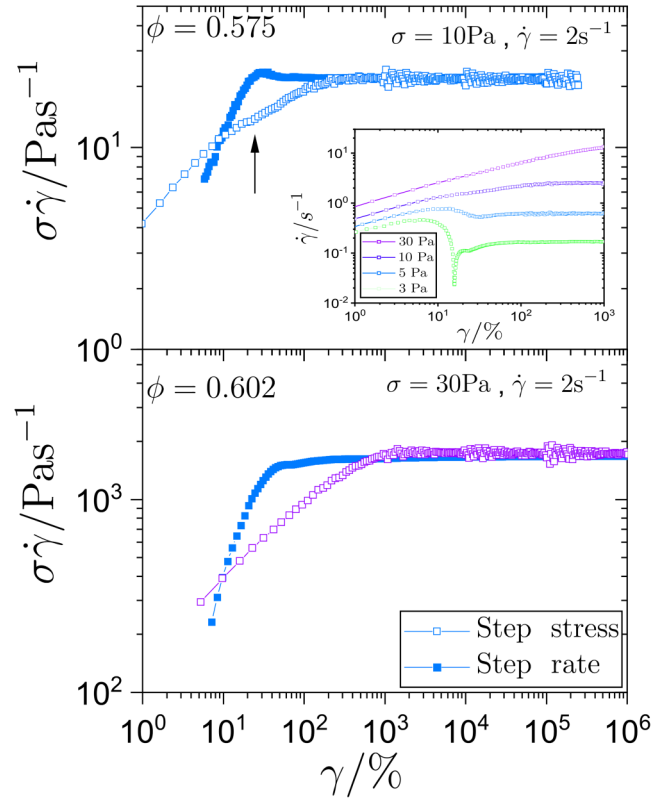 ϕ = 0.575
σ = 10Pa , γ̇ = 2s⁻¹
σγ̇/Pas⁻¹
10¹
10⁰
γ̇/s⁻¹
10¹
10⁰
10⁻¹
10⁻²
30 Pa
10 Pa
5 Pa
3 Pa
10⁰ 10¹ 10² 10³
γ/%
ϕ = 0.602
σ = 30Pa , γ̇ = 2s⁻¹
σγ̇/Pas⁻¹
10³
10²
Step stress
Step rate
10⁰ 10¹ 10² 10³ 10⁴ 10⁵ 10⁶
γ/%